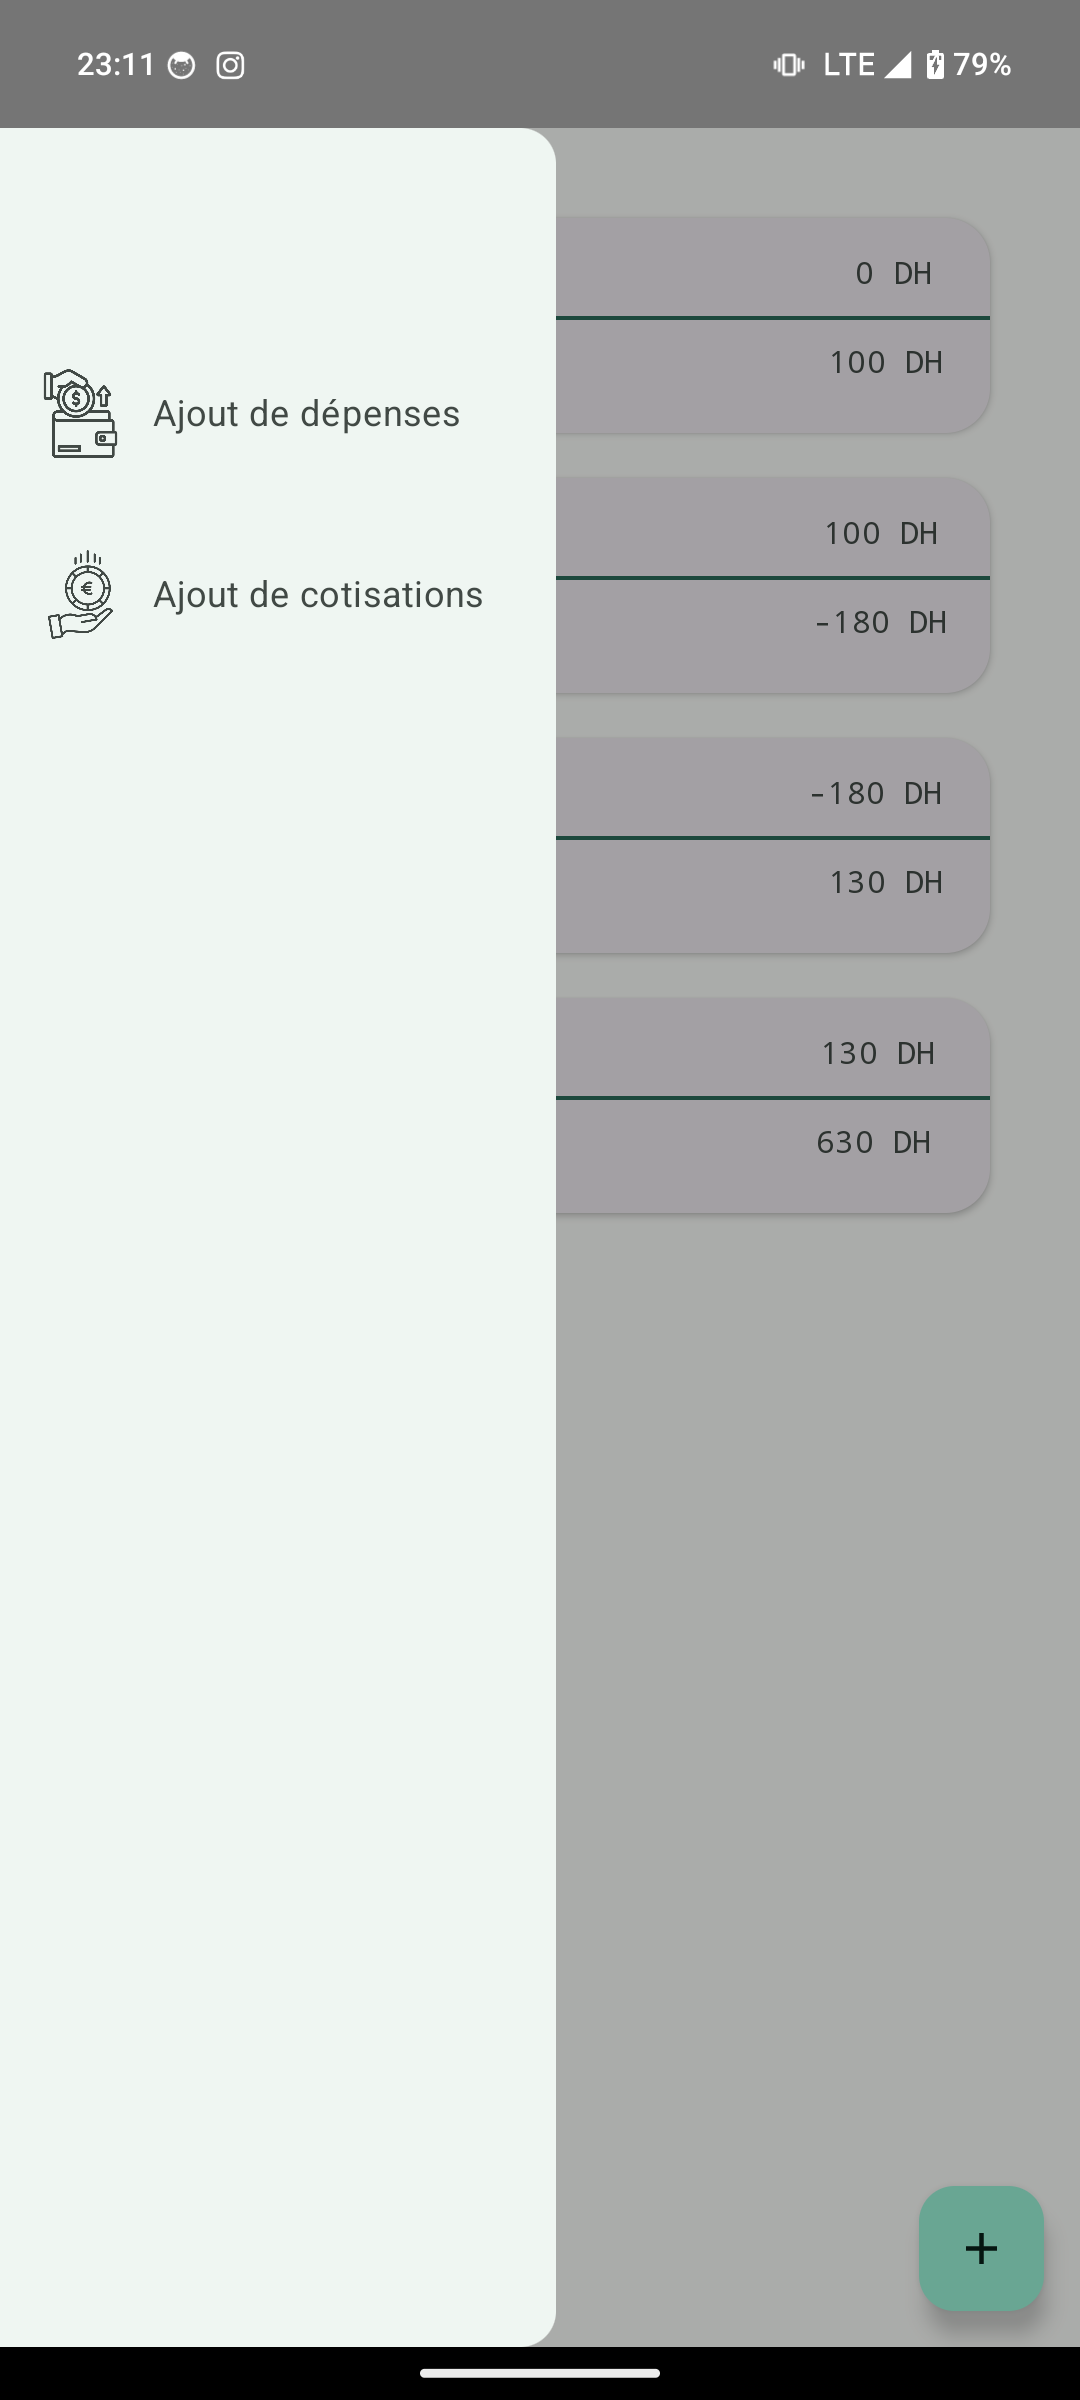 23:11 LTE 79%
0 DH
100 DH
Ajout de dépenses
100 DH
Ajout de cotisations
-180 DH
-180 DH
130 DH
130 DH
630 DH